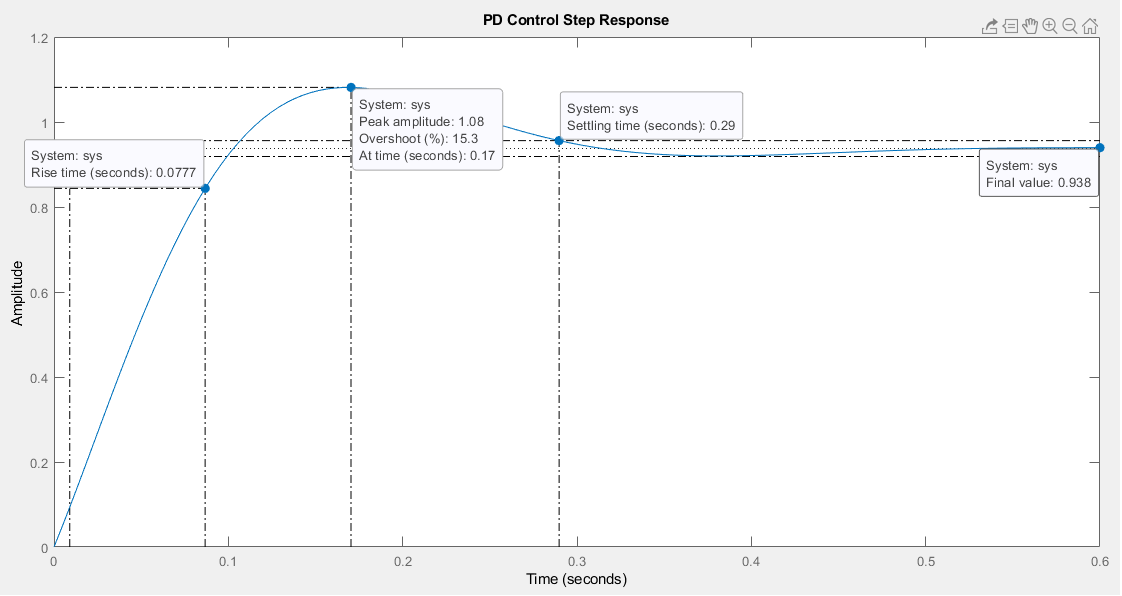 PD Control Step Response
1.2
1
0.8
0.6
0.4
0.2
0
Amplitude
System: sys
Rise time (seconds): 0.0777
System: sys
Peak amplitude: 1.08
Overshoot (%): 15.3
At time (seconds): 0.17
System: sys
Settling time (seconds): 0.29
System: sys
Final value: 0.938
0
0.1
0.2
0.3
0.4
0.5
0.6
Time (seconds)